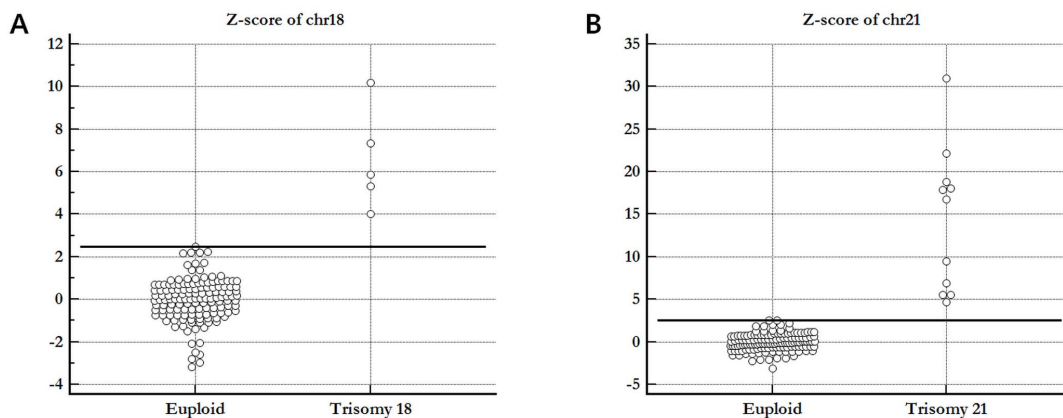 A
Z-score of chr18
12
10
8
6
4
2
0
-2
-4
Euploid
Trisomy 18
B
Z-score of chr21
35
30
25
20
15
10
5
0
-5
Euploid
Trisomy 21